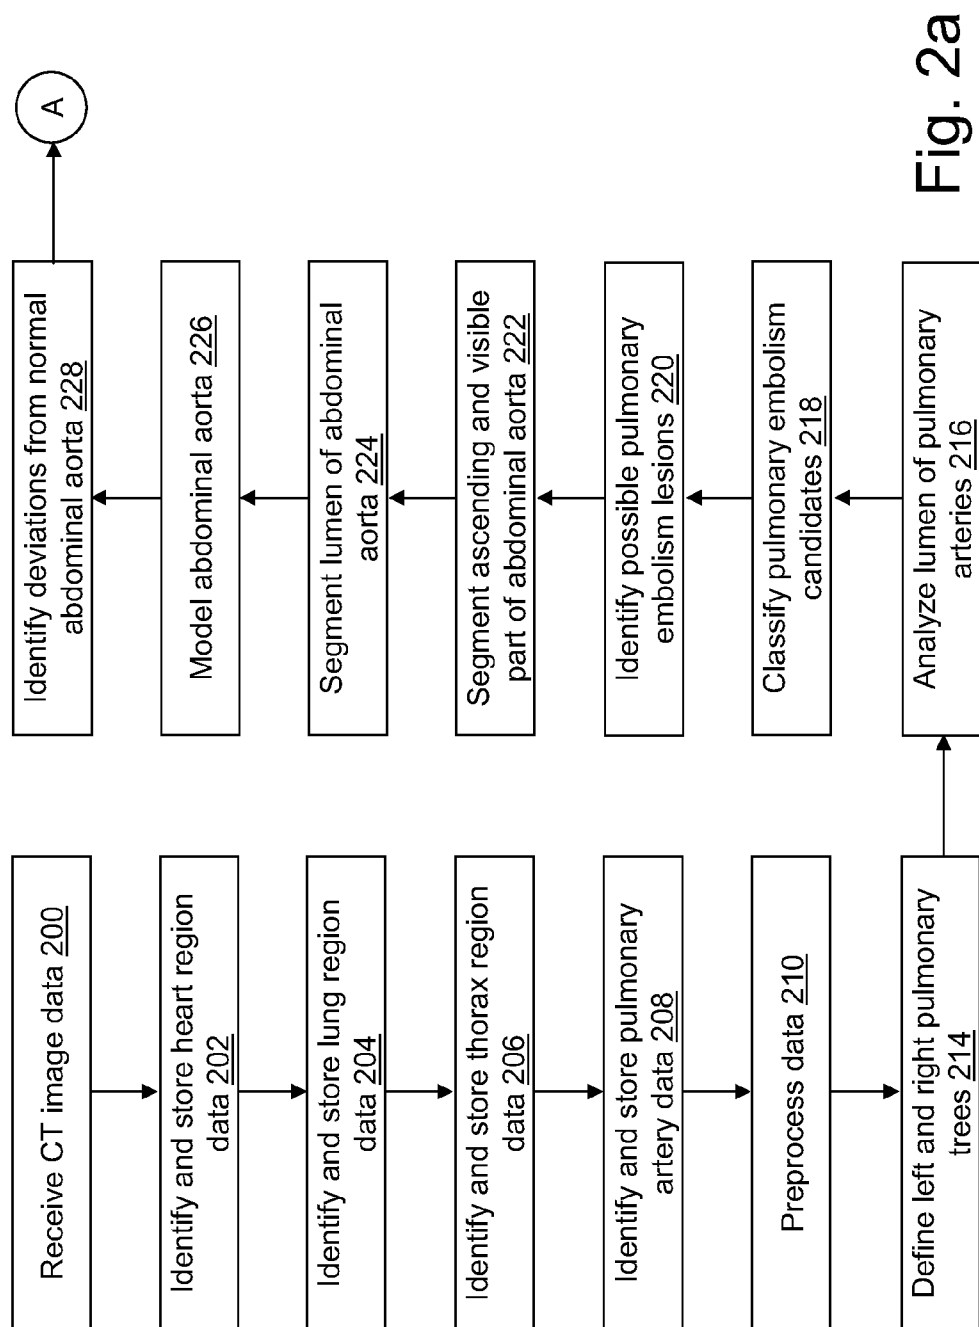 Receive CT image data 200
Identify and store heart region
data 202
Identify and store lung region
data 204
Identify and store thorax region
data 206
Identify and store pulmonary
artery data 208
Preprocess data 210
Define left and right pulmonary
trees 214
Analyze lumen of pulmonary
arteries 216
Classify pulmonary embolism
candidates 218
Identify possible pulmonary
embolism lesions 220
Segment ascending and visible
part of abdominal aorta 222
Segment lumen of abdominal
aorta 224
Model abdominal aorta 226
Identify deviations from normal
abdominal aorta 228
A
Fig. 2a